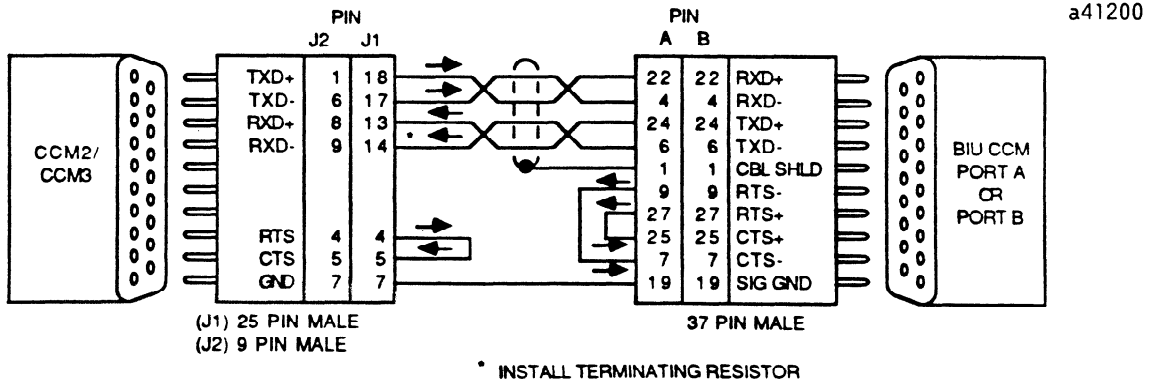 a41200
PIN
J2 J1
PIN
A B
TXD+ 1 18
TXD- 6 17
RXD+ 8 13
RXD- 9 14 *
RTS 4 4
CTS 5 5
GND 7 7
22 22 RXD+
4 4 RXD-
24 24 TXD+
6 6 TXD-
1 1 CBL SHLD
9 9 RTS-
27 27 RTS+
25 25 CTS+
7 7 CTS-
19 19 SIG GND
CCM2/
CCM3
BIU CCM
PORT A
OR
PORT B
(J1) 25 PIN MALE
(J2) 9 PIN MALE
37 PIN MALE
* INSTALL TERMINATING RESISTOR